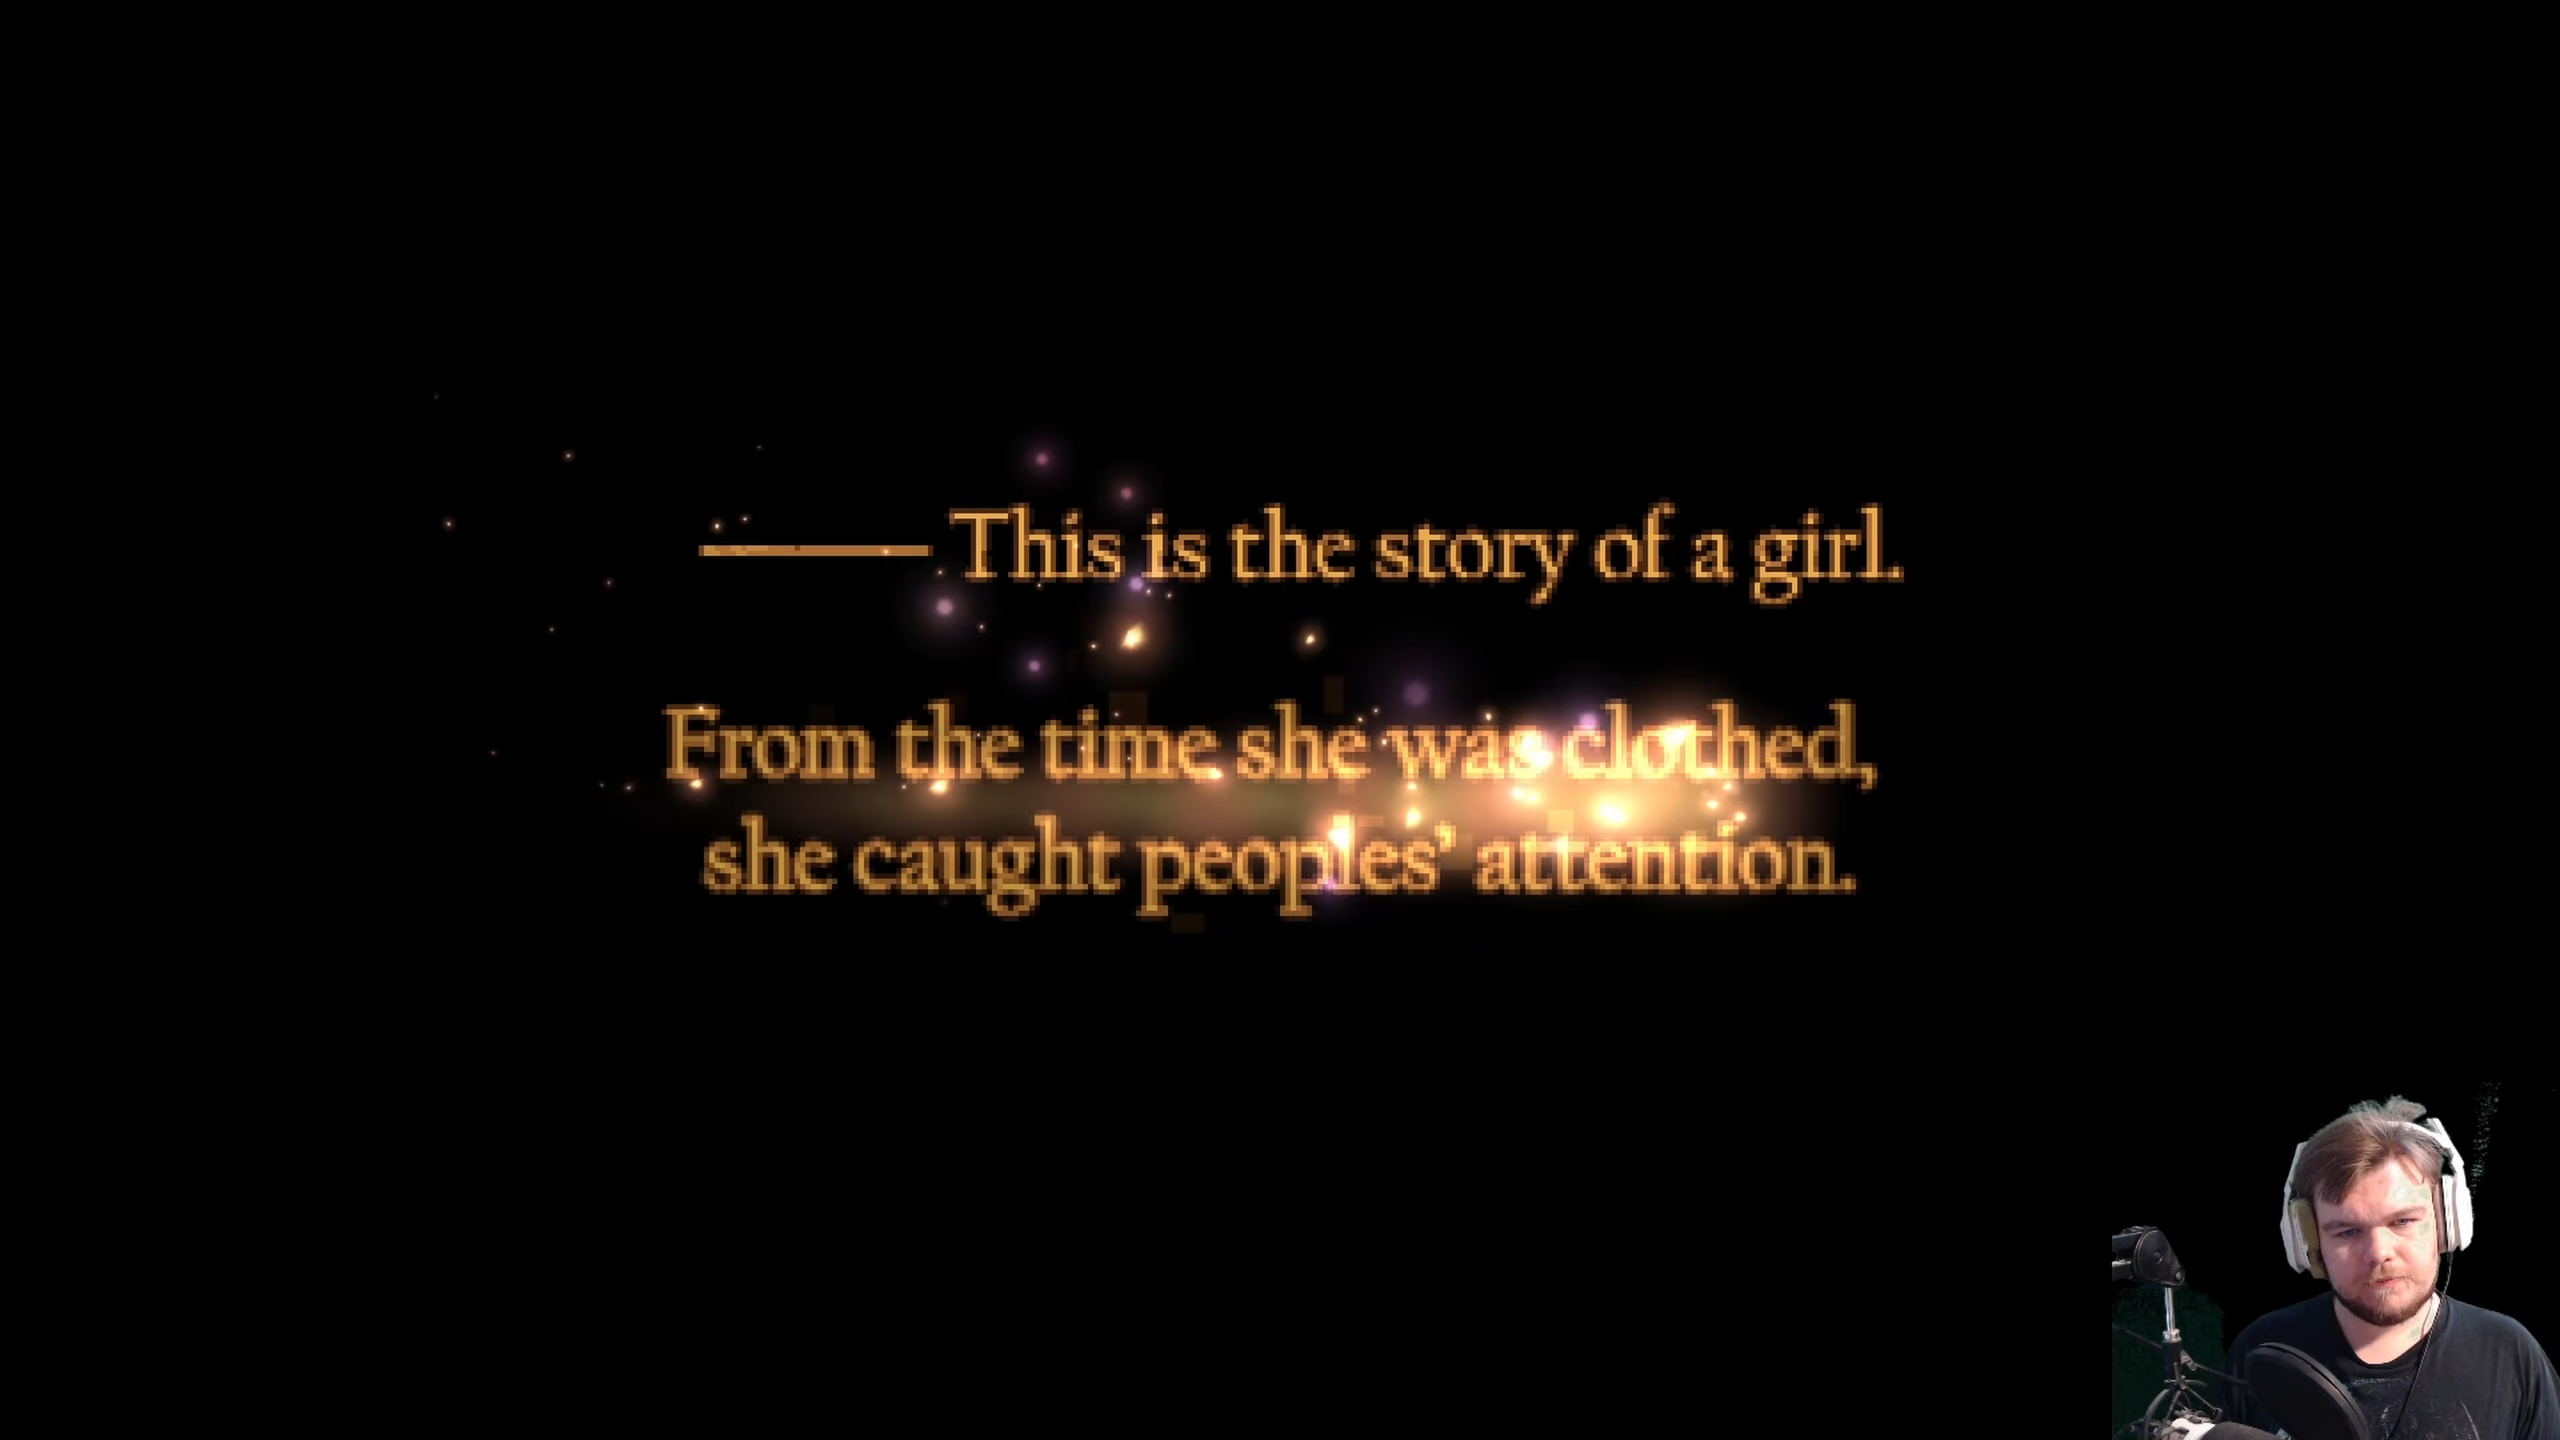 ——— This is the story of a girl.
From the time she was clothed,
she caught peoples' attention.